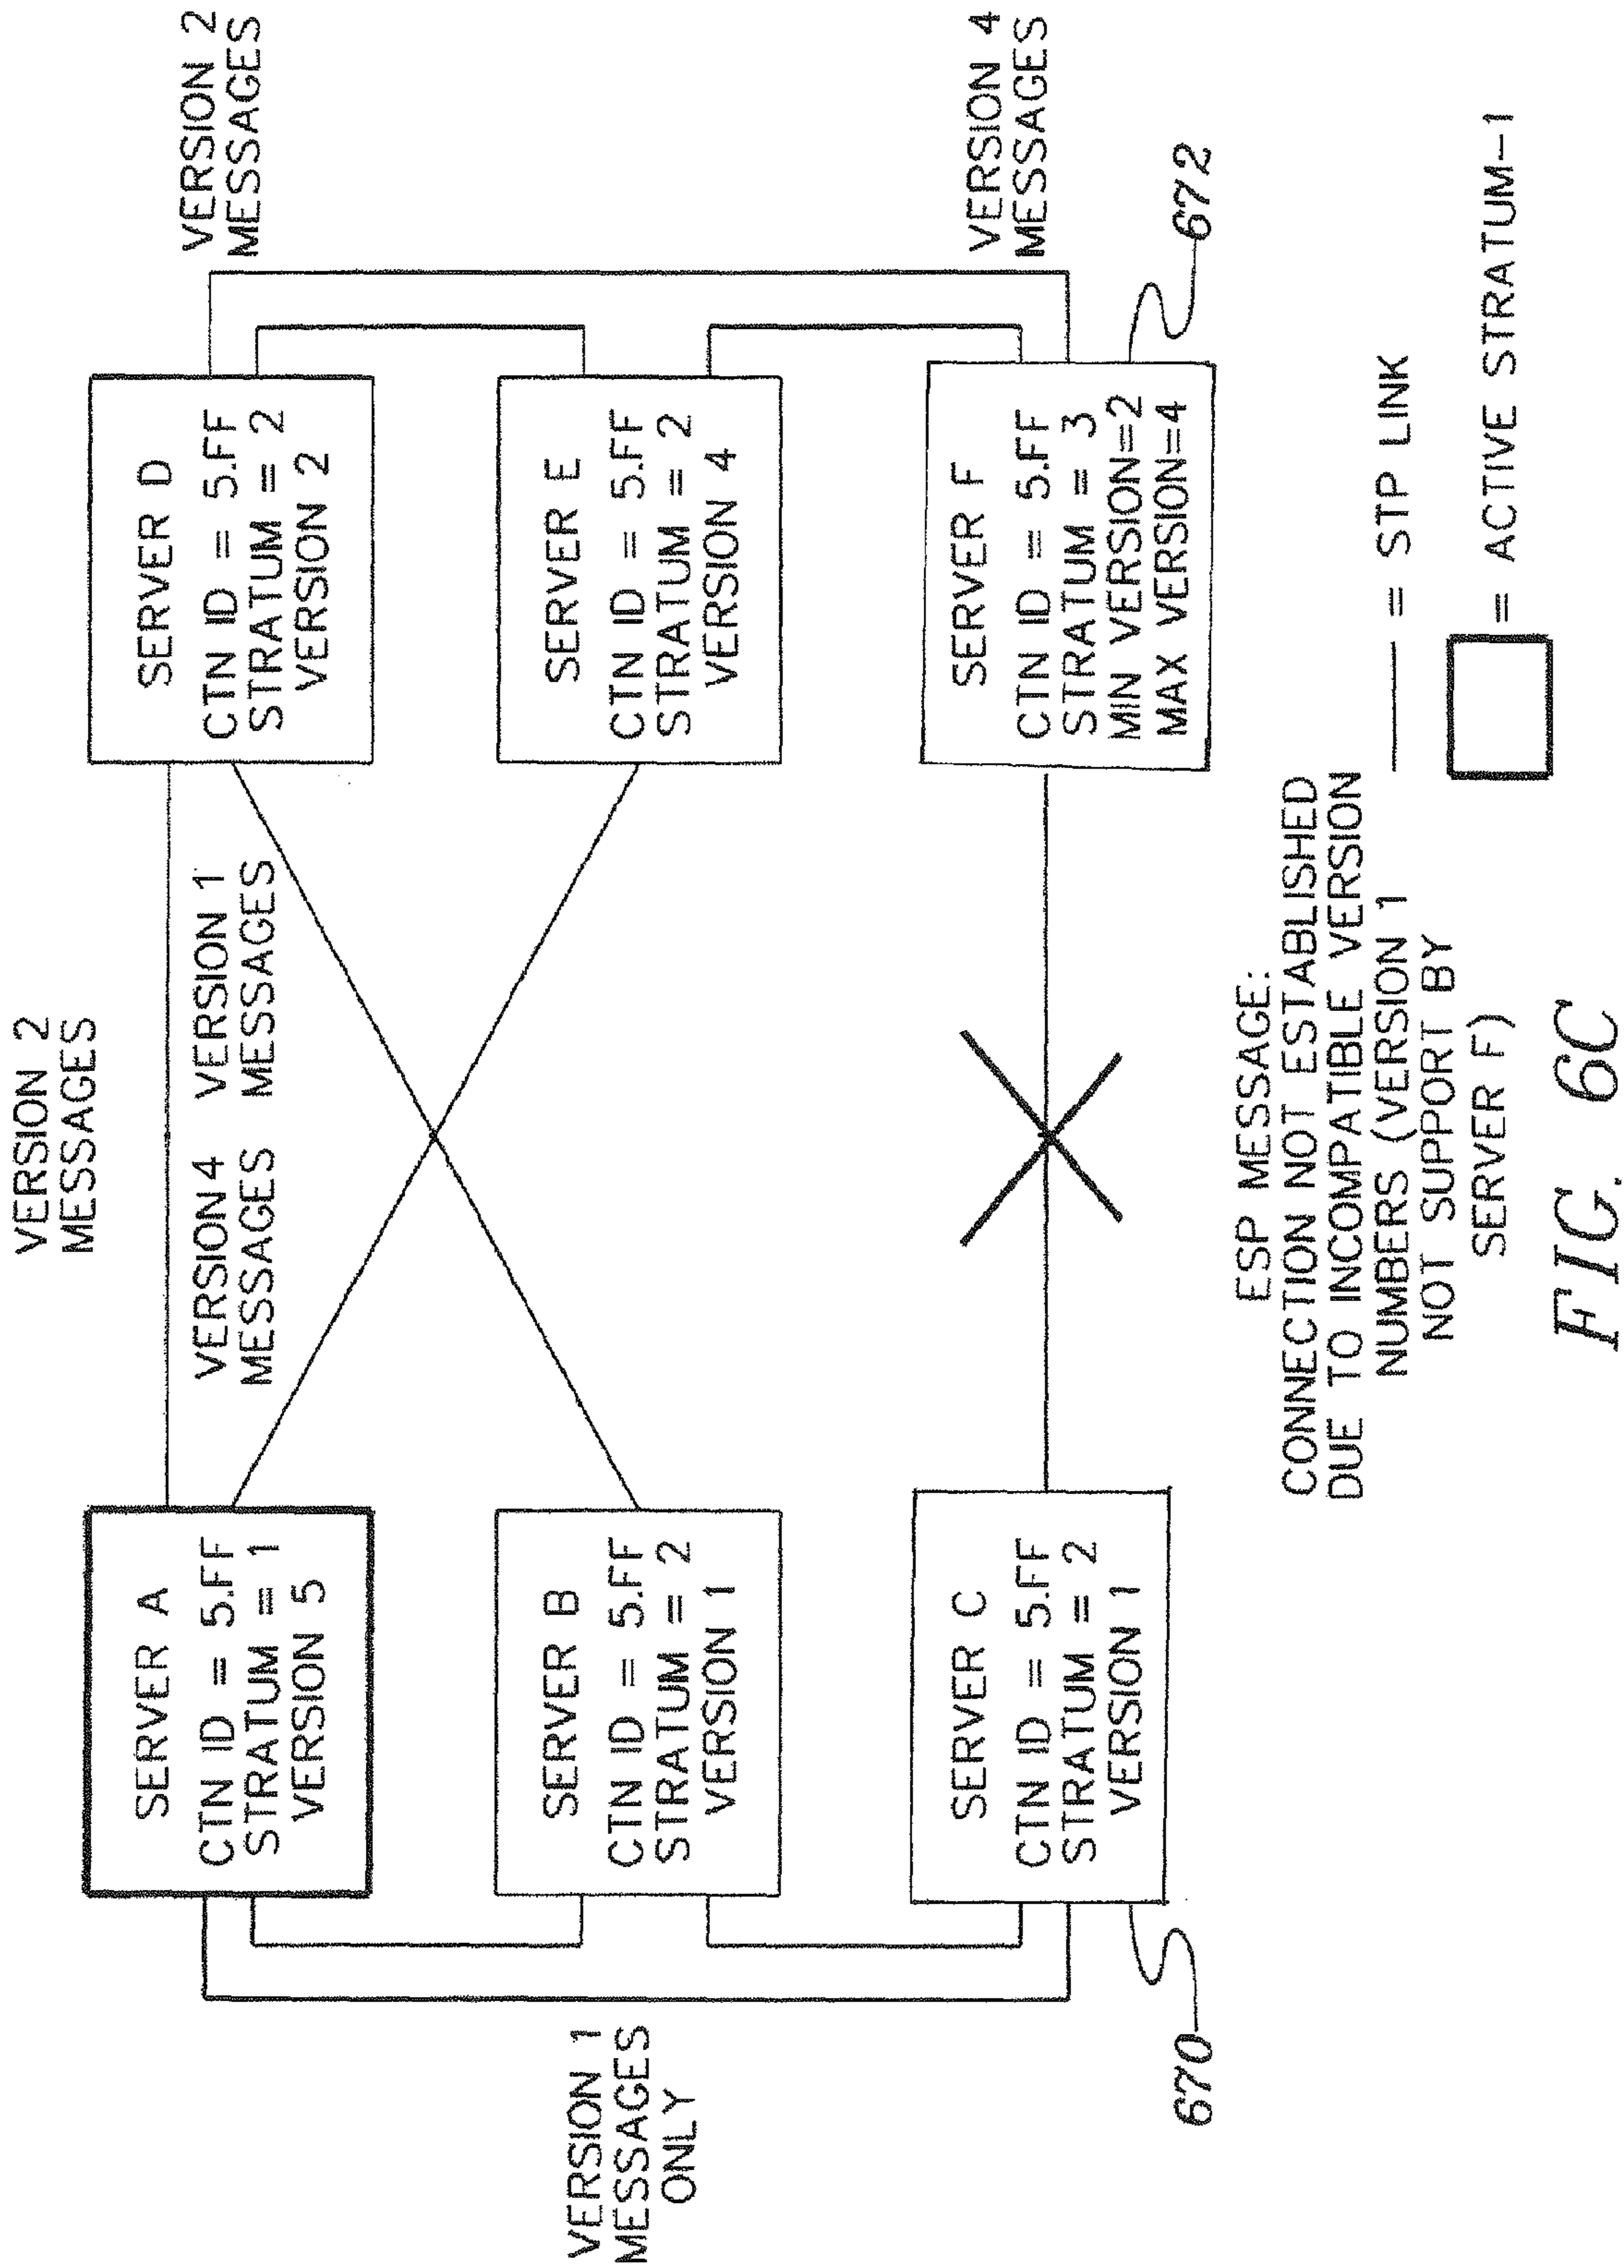 VERSION 2
MESSAGES
SERVER A
CTN ID = 5.FF
STRATUM = 1
VERSION 5
VERSION 4
MESSAGES
VERSION 1
MESSAGES
SERVER D
CTN ID = 5.FF
STRATUM = 2
VERSION 2
VERSION 2
MESSAGES
VERSION 1
MESSAGES
ONLY
SERVER B
CTN ID = 5.FF
STRATUM = 2
VERSION 1
SERVER E
CTN ID = 5.FF
STRATUM = 2
VERSION 4
SERVER C
CTN ID = 5.FF
STRATUM = 2
VERSION 1
SERVER F
CTN ID = 5.FF
STRATUM = 3
MIN VERSION=2
MAX VERSION=4
VERSION 4
MESSAGES
670
672
ESP MESSAGE:
CONNECTION NOT ESTABLISHED
DUE TO INCOMPATIBLE VERSION
NUMBERS (VERSION 1
NOT SUPPORT BY
SERVER F)
= STP LINK
= ACTIVE STRATUM-1
FIG. 6C